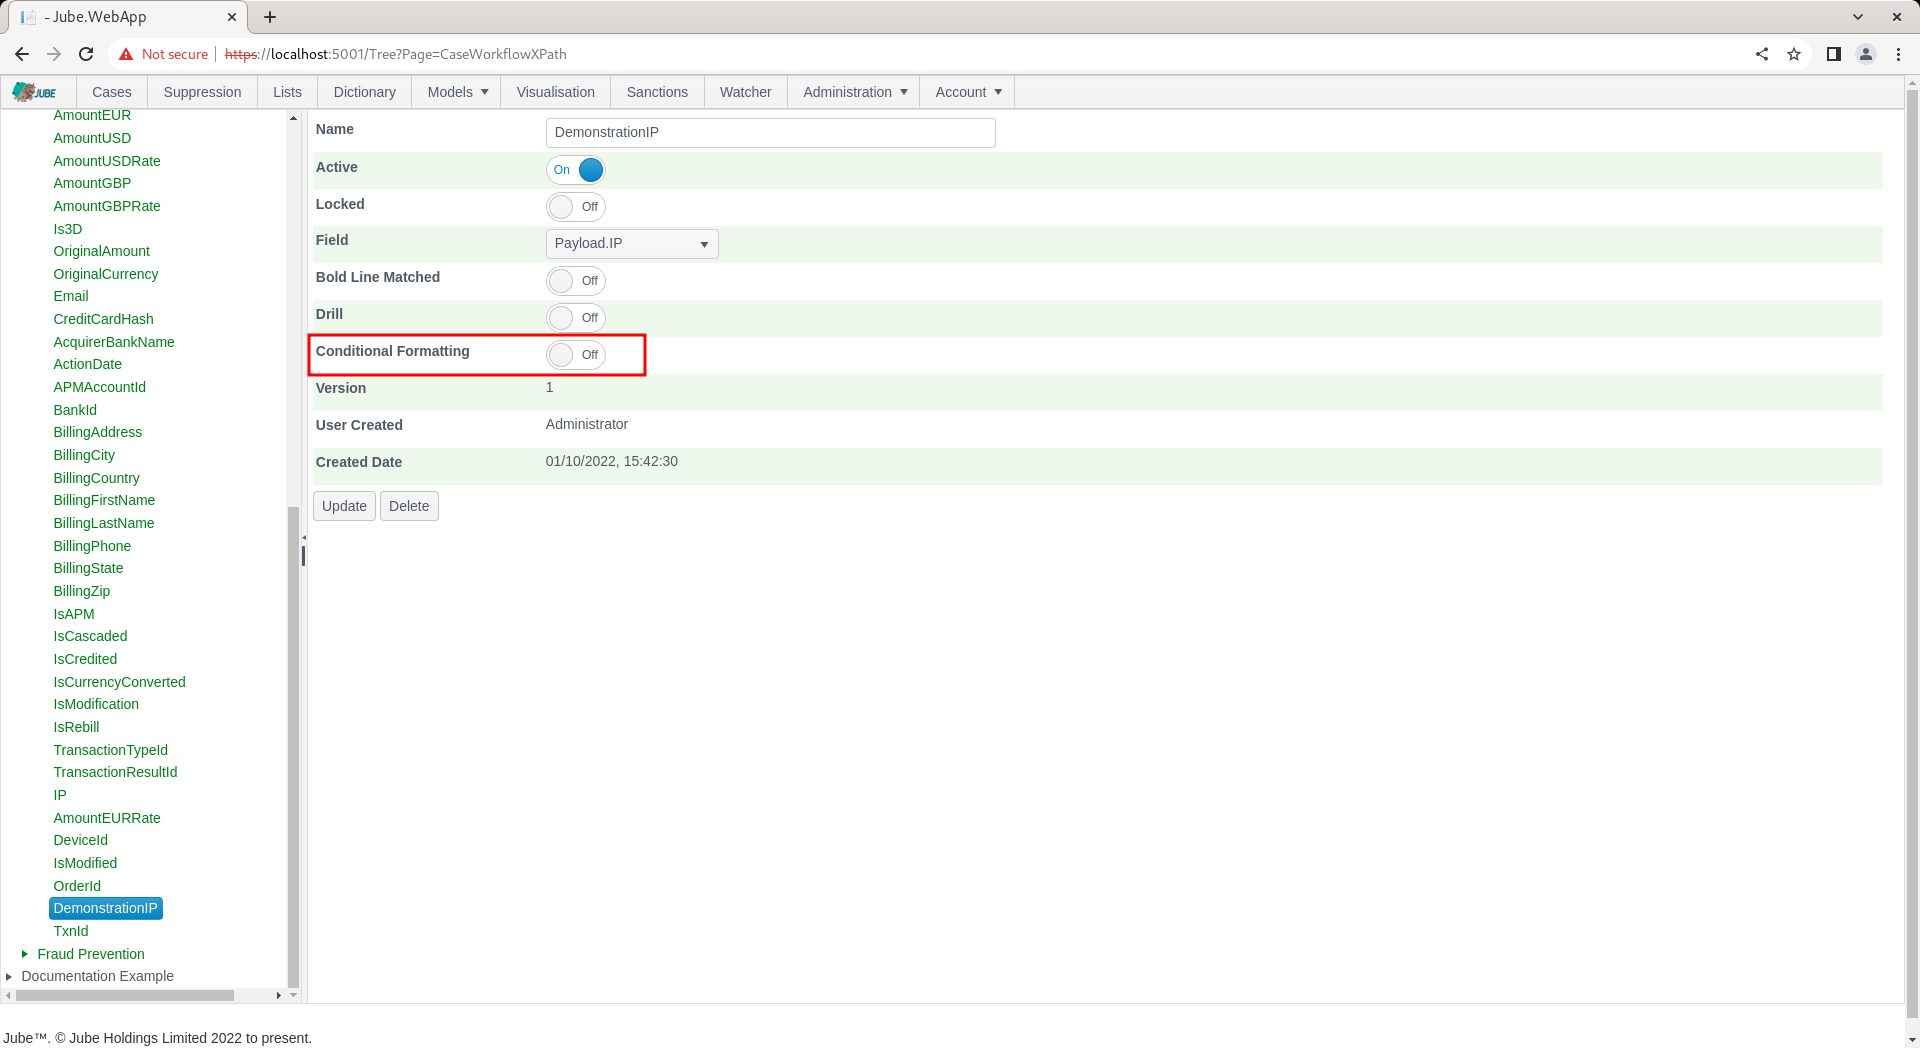 - Jube.WebApp
Not secure https://localhost:5001/Tree?Page=CaseWorkflowXPath
JUBE Cases Suppression Lists Dictionary Models Visualisation Sanctions Watcher Administration Account
AmountEUR
AmountUSD
AmountUSDRate
AmountGBP
AmountGBPRate
Is3D
OriginalAmount
OriginalCurrency
Email
CreditCardHash
AcquirerBankName
ActionDate
APMAccountId
BankId
BillingAddress
BillingCity
BillingCountry
BillingFirstName
BillingLastName
BillingPhone
BillingState
BillingZip
IsAPM
IsCascaded
IsCredited
IsCurrencyConverted
IsModification
IsRebill
TransactionTypeId
TransactionResultId
IP
AmountEURRate
DeviceId
IsModified
OrderId
DemonstrationIP
TxnId
Fraud Prevention
Documentation Example
Name DemonstrationIP
Active On
Locked Off
Field Payload.IP
Bold Line Matched Off
Drill Off
Conditional Formatting Off
Version 1
User Created Administrator
Created Date 01/10/2022, 15:42:30
Update Delete
Jube™. © Jube Holdings Limited 2022 to present.